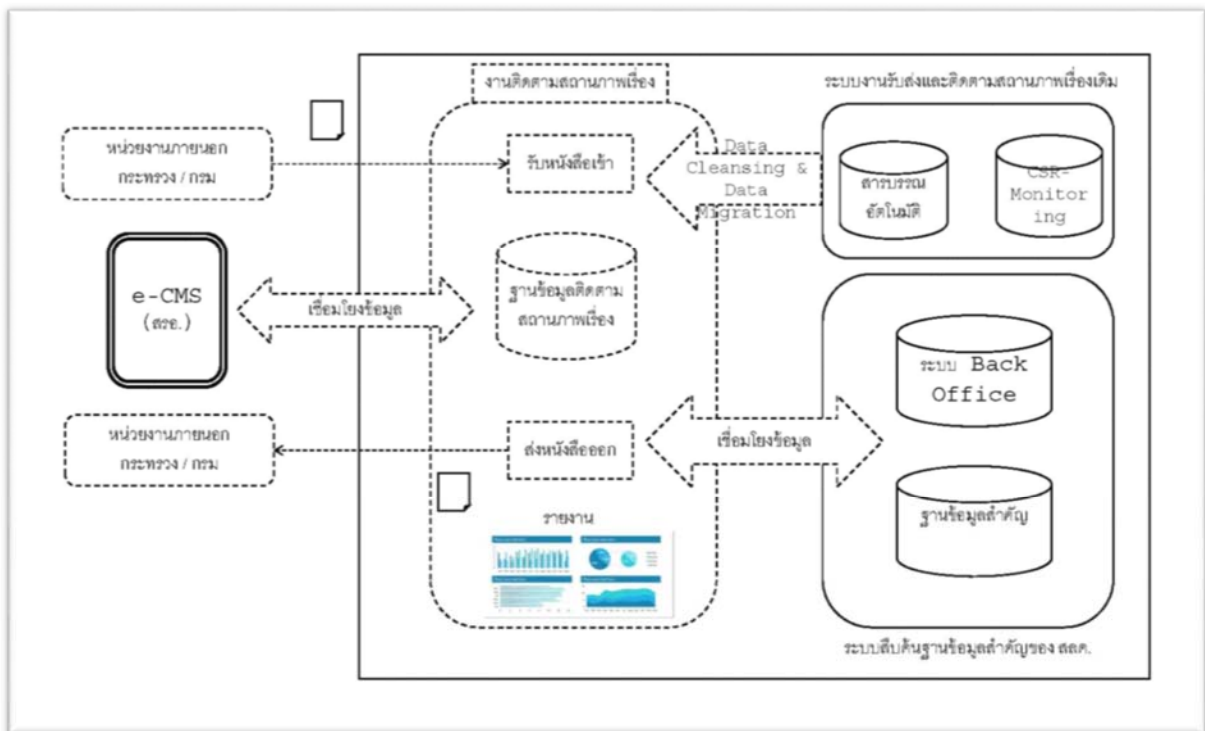 งานติดตามสถานภาพเรื่อง
ระบบงานรับส่งและติดตามสถานภาพเรื่องเดิม
หน่วยงานภายนอก
กระทรวง / กรม
รับหนังสือเข้า
Data
Cleansing &
Data
Migration
สารบรรณ
อัตโนมัติ
CSR-
Monitor
ing
e-CMS
(สรอ.)
เชื่อมโยงข้อมูล
ฐานข้อมูลติดตาม
สถานภาพเรื่อง
ระบบ Back
Office
หน่วยงานภายนอก
กระทรวง / กรม
ส่งหนังสือออก
เชื่อมโยงข้อมูล
ฐานข้อมูลสำคัญ
รายงาน
ระบบสืบค้นฐานข้อมูลสำคัญของ สลค.